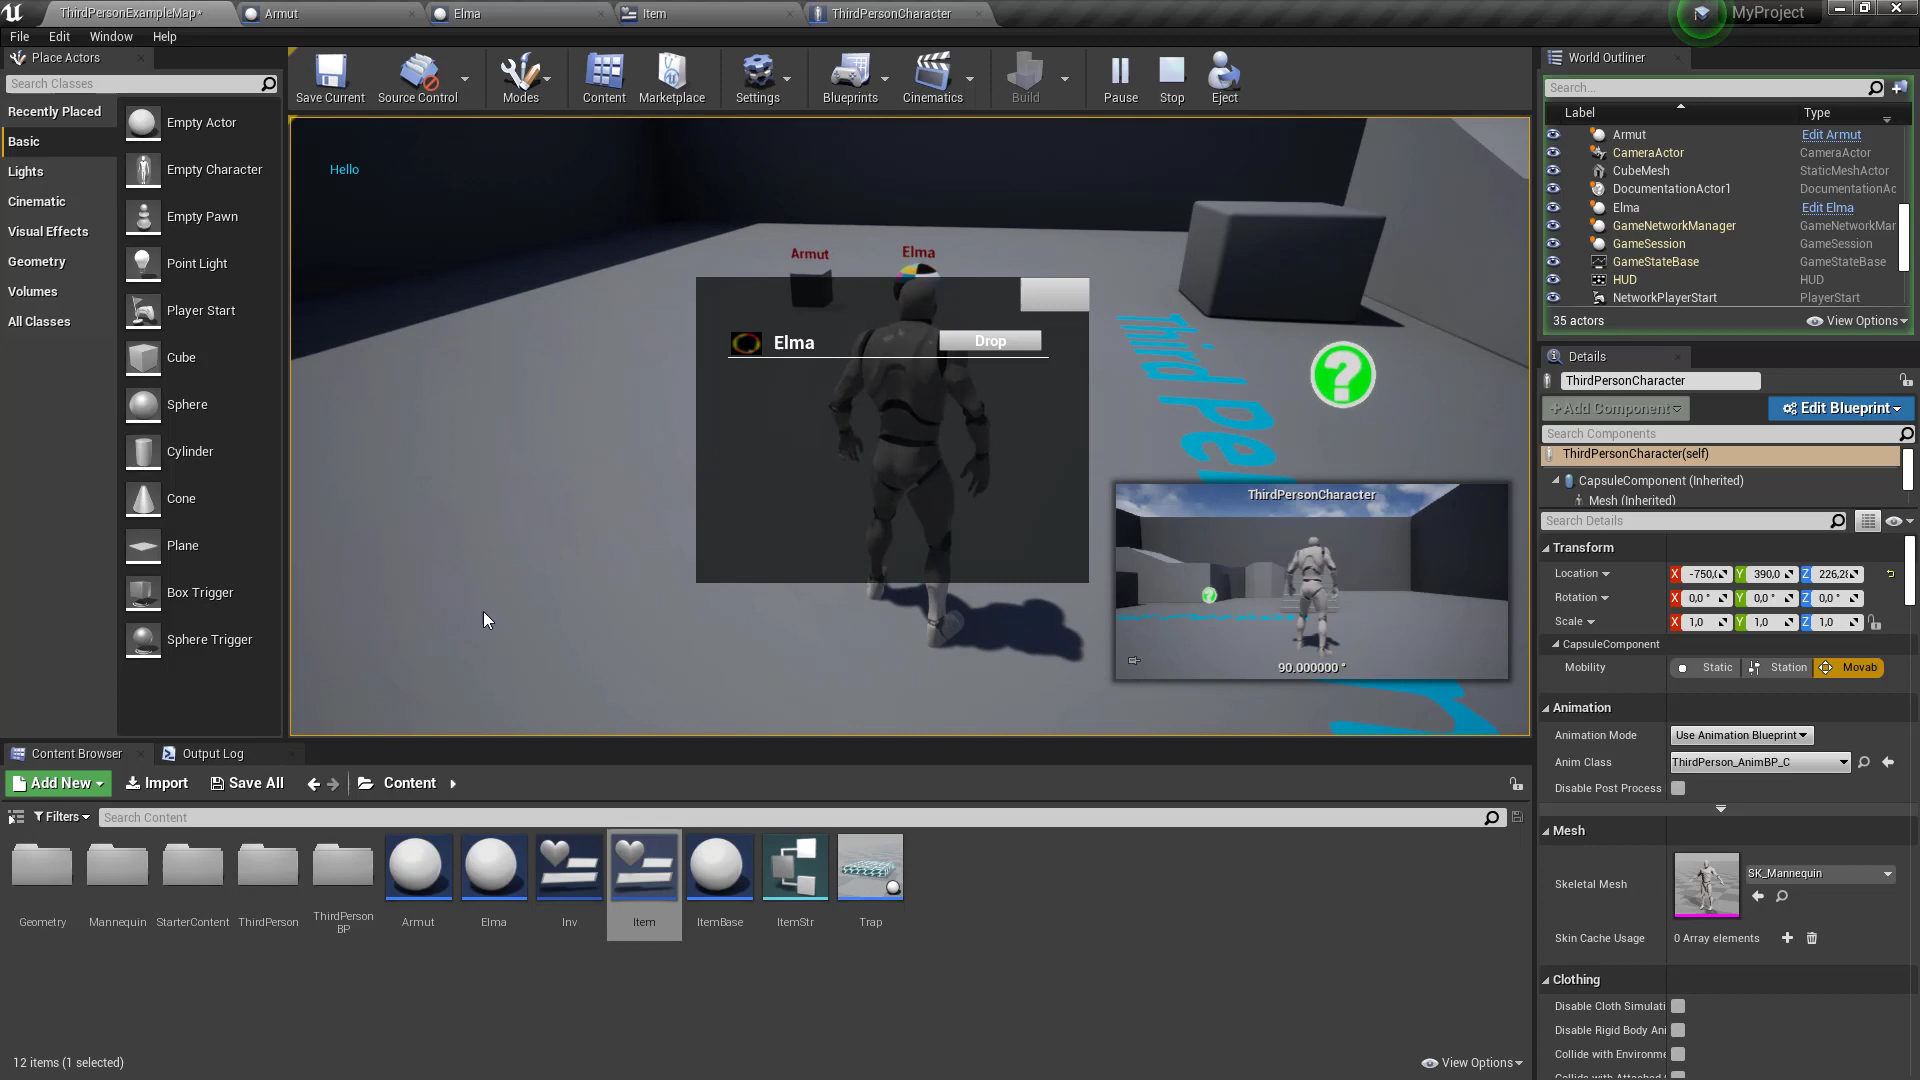 ThirdPersonExampleMap*
Armut
Elma
Item
ThirdPersonCharacter
MyProject
File
Edit
Window
Help
Place Actors
Search Classes
Recently Placed
Basic
Lights
Cinematic
Visual Effects
Geometry
Volumes
All Classes
Empty Actor
Empty Character
Empty Pawn
Point Light
Player Start
Cube
Sphere
Cylinder
Cone
Plane
Box Trigger
Sphere Trigger
Save Current
Source Control
Modes
Content
Marketplace
Settings
Blueprints
Cinematics
Build
Pause
Stop
Eject
Hello
Armut
Elma
Elma
Drop
ThirdPersonCharacter
90.000000 °
World Outliner
Search...
Label
Type
Armut
Edit Armut
CameraActor
CameraActor
CubeMesh
StaticMeshActor
DocumentationActor1
DocumentationAc
Elma
Edit Elma
GameNetworkManager
GameNetworkMar
GameSession
GameSession
GameStateBase
GameStateBase
HUD
HUD
NetworkPlayerStart
PlayerStart
35 actors
View Options
Details
ThirdPersonCharacter
+ Add Component
Edit Blueprint
Search Components
ThirdPersonCharacter(self)
CapsuleComponent (Inherited)
Mesh (Inherited)
Search Details
Transform
Location
X -750,( Y 390,0 Z 226,28
Rotation
X 0,0 ° Y 0,0 ° Z 0,0 °
Scale
X 1,0 Y 1,0 Z 1,0
CapsuleComponent
Mobility
Static
Station
Movab
Animation
Animation Mode
Use Animation Blueprint
Anim Class
ThirdPerson_AnimBP_C
Disable Post Process
Mesh
Skeletal Mesh
SK_Mannequin
Skin Cache Usage
0 Array elements
Clothing
Disable Cloth Simulati
Disable Rigid Body Ani
Collide with Environme
Content Browser
Output Log
Add New
Import
Save All
Content
Filters
Search Content
Geometry
Mannequin
StarterContent
ThirdPerson
ThirdPerson
BP
Armut
Elma
Inv
Item
ItemBase
ItemStr
Trap
12 items (1 selected)
View Options